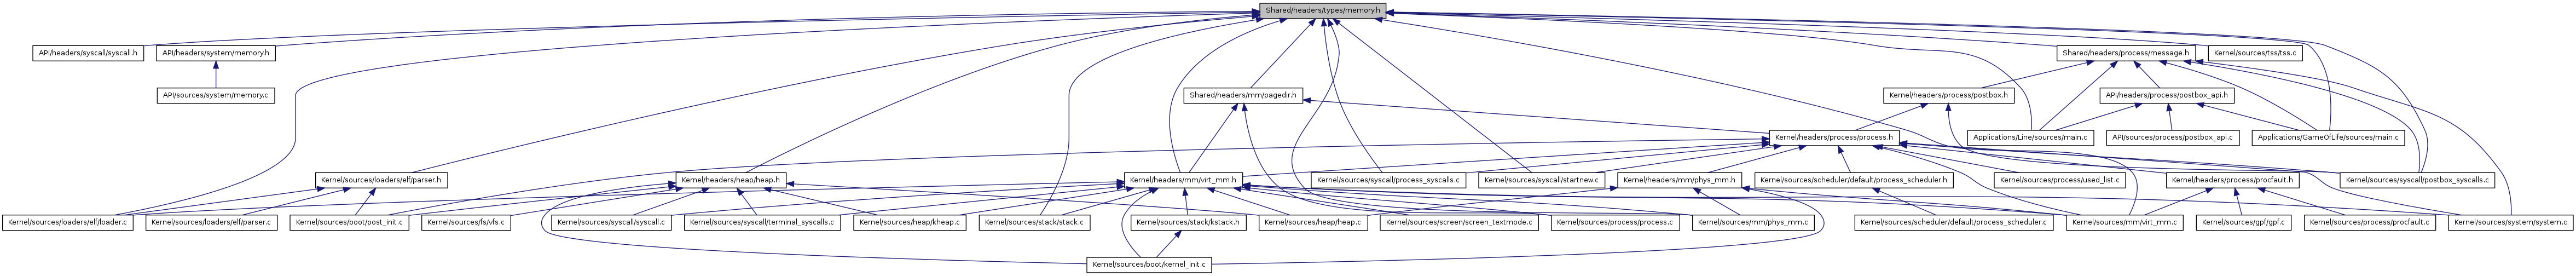 Shared/headers/types/memory.h
API/headers/syscall/syscall.h
API/headers/system/memory.h
Shared/headers/process/message.h
Kernel/sources/tss/tss.c
API/sources/system/memory.c
Shared/headers/mm/pagedir.h
Kernel/headers/process/postbox.h
API/headers/process/postbox_api.h
Kernel/headers/process/process.h
Applications/Line/sources/main.c
API/sources/process/postbox_api.c
Applications/GameOfLife/sources/main.c
Kernel/sources/loaders/elf/parser.h
Kernel/headers/heap/heap.h
Kernel/headers/mm/virt_mm.h
Kernel/sources/syscall/process_syscalls.c
Kernel/sources/syscall/startnew.c
Kernel/headers/mm/phys_mm.h
Kernel/sources/scheduler/default/process_scheduler.h
Kernel/sources/process/used_list.c
Kernel/headers/process/procfault.h
Kernel/sources/syscall/postbox_syscalls.c
Kernel/sources/loaders/elf/loader.c
Kernel/sources/loaders/elf/parser.c
Kernel/sources/boot/post_init.c
Kernel/sources/fs/vfs.c
Kernel/sources/syscall/syscall.c
Kernel/sources/syscall/terminal_syscalls.c
Kernel/sources/heap/kheap.c
Kernel/sources/stack/stack.c
Kernel/sources/stack/kstack.h
Kernel/sources/heap/heap.c
Kernel/sources/screen/screen_textmode.c
Kernel/sources/process/process.c
Kernel/sources/mm/phys_mm.c
Kernel/sources/scheduler/default/process_scheduler.c
Kernel/sources/mm/virt_mm.c
Kernel/sources/gpf/gpf.c
Kernel/sources/process/procfault.c
Kernel/sources/system/system.c
Kernel/sources/boot/kernel_init.c